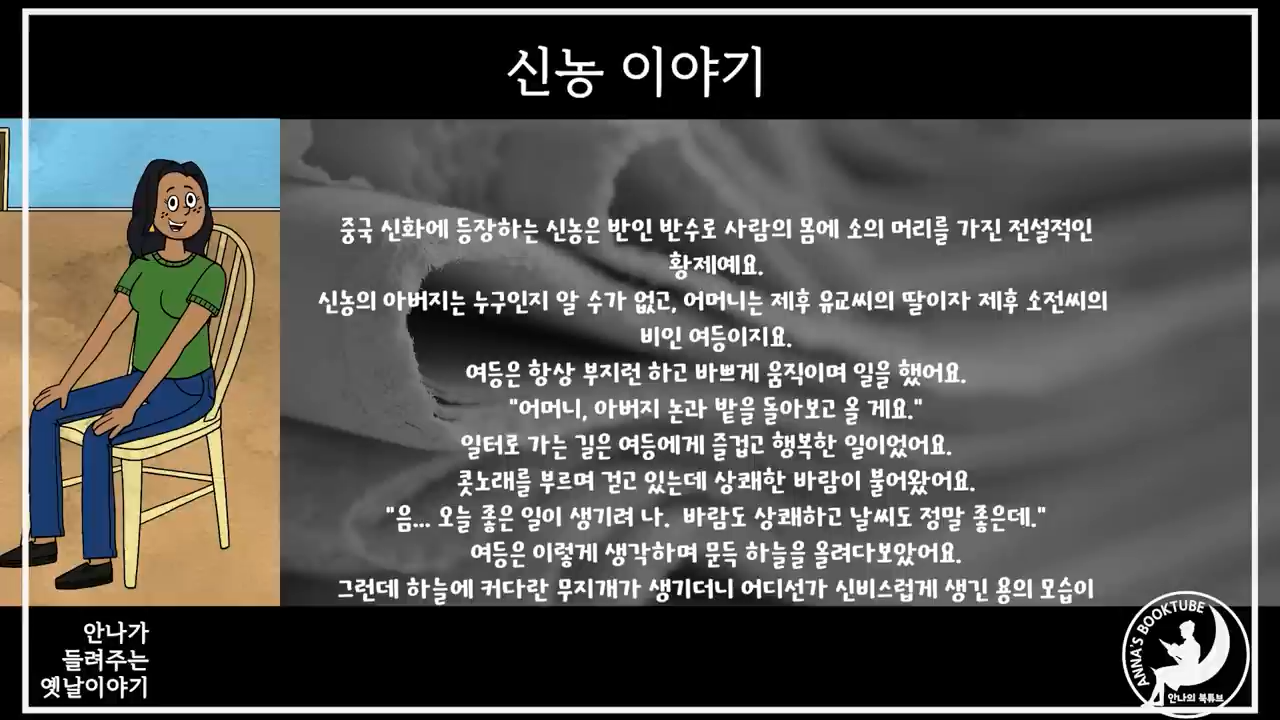 신농 이야기
중국 신화에 등장하는 신농은 반인 반수로 사람의 몸에 소의 머리를 가진 전설적인
황제예요.
신농의 아버지는 누구인지 알 수가 없고, 어머니는 제후 유교씨의 딸이자 제후 소전씨의
비인 여등이지요.
여등은 항상 부지런 하고 바쁘게 움직이며 일을 했어요.
"어머니, 아버지 논과 밭을 돌아보고 올 게요."
일터로 가는 길은 여등에게 즐겁고 행복한 일이었어요.
콧노래를 부르며 걷고 있는데 상쾌한 바람이 불어왔어요.
"음... 오늘 좋은 일이 생기려 나. 바람도 상쾌하고 날씨도 정말 좋은데."
여등은 이렇게 생각하며 문득 하늘을 올려다보았어요.
그런데 하늘에 커다란 무지개가 생기더니 어디선가 신비스럽게 생긴 용의 모습이
안나가
들려주는
옛날이야기
ANNA'S BOOKTUBE
안나의 북튜브